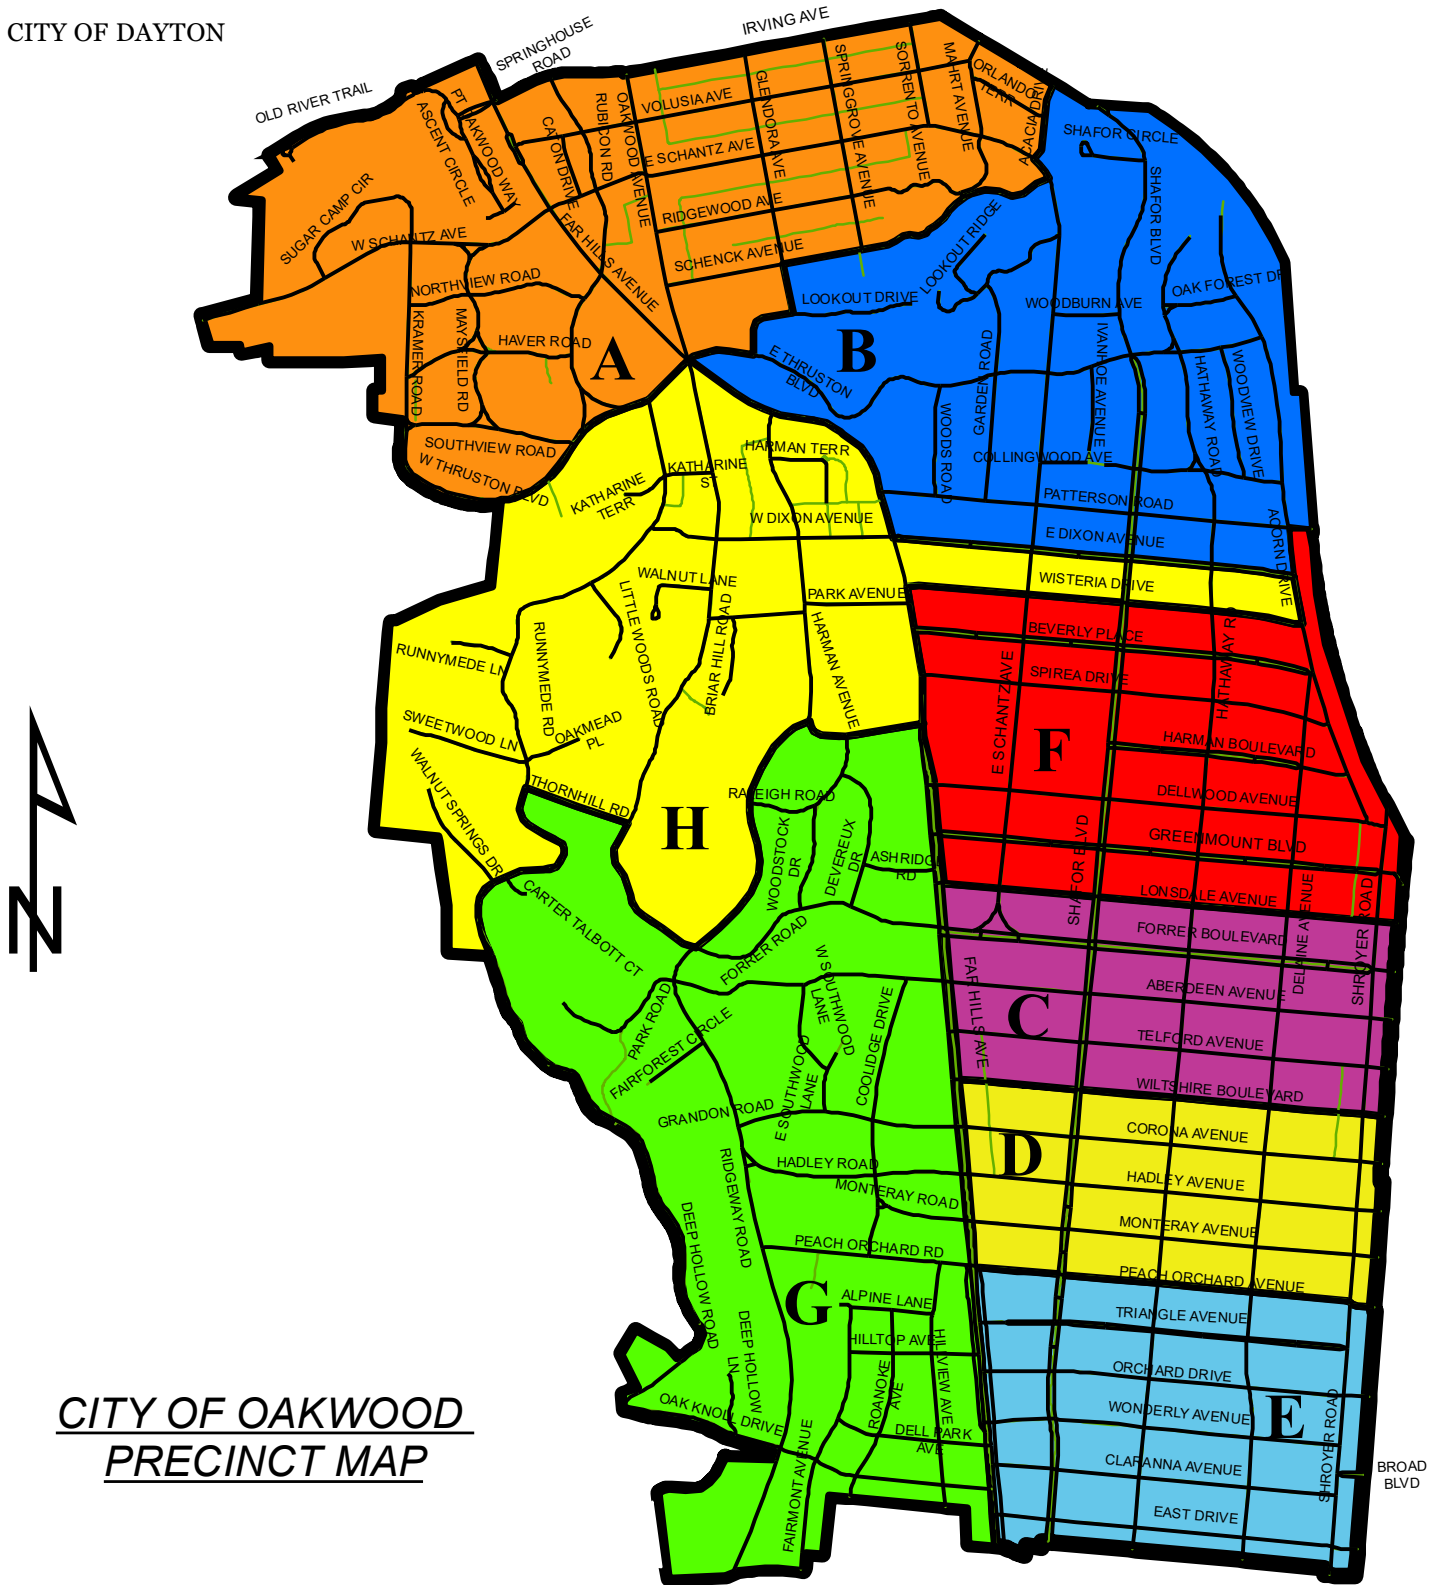 CITY OF DAYTON
IRVING AVE
SPRINGHOUSE
ROAD
OLD RIVER TRAIL
PT OAKWOOD WAY
ASCENT CIRCLE
CATON DRIVE
RUBICON RD
OAKWOOD AVENUE
VOLUSIA AVE
GLENDORA AVE
SPRINGGROVE AVENUE
SORRENTO AVENUE
MAHRT AVENUE
ORLANDO
TERR
ACACIA DRIVE
E SCHANTZ AVE
RIDGEWOOD AVE
SCHENCK AVENUE
SUGAR CAMP CIR
W SCHANTZ AVE
FAR HILLS AVENUE
NORTHVIEW ROAD
KRAMER ROAD
MAYSFIELD RD
HAVER ROAD
A
SOUTHVIEW ROAD
W THRUSTON BLVD
SHAFOR CIRCLE
SHAFOR BLVD
LOOKOUT RIDGE
LOOKOUT DRIVE
OAK FOREST DR
WOODBURN AVE
B
E THRUSTON
BLVD
GARDEN ROAD
IVANHOE AVENUE
HATHAWAY ROAD
WOODVIEW DRIVE
WOODS ROAD
COLLINGWOOD AVE
PATTERSON ROAD
E DIXON AVENUE
ACORN DRIVE
HARMAN TERR
KATHARINE
ST
KATHARINE
TERR
W DIXON AVENUE
WISTERIA DRIVE
WALNUT LANE
PARK AVENUE
LITTLE WOODS ROAD
BRIAR HILL ROAD
HARMAN AVENUE
RUNNYMEDE LN
RUNNYMEDE RD
SWEETWOOD LN
OAKMEAD
PL
WALNUT SPRINGS DR
THORNHILL RD
H
BEVERLY PLACE
SPIREA DRIVE
E SCHANTZ AVE
HATHAWAY RD
F
HARMAN BOULEVARD
DELLWOOD AVENUE
GREENMOUNT BLVD
LONSDALE AVENUE
SHAFOR BLVD
RALEIGH ROAD
WOODSTOCK
DR
DEVEREUX
DR
ASHRIDGE
RD
CARTER TALBOTT CT
FORRER ROAD
FORRER BOULEVARD
DELAINE AVENUE
SHROYER ROAD
ABERDEEN AVENUE
C
TELFORD AVENUE
WILTSHIRE BOULEVARD
FAR HILLS AVE
W SOUTHWOOD
LANE
COOLIDGE DRIVE
PARK ROAD
FAIRFOREST CIRCLE
E SOUTHWOOD
LANE
GRANDON ROAD
HADLEY ROAD
MONTERAY ROAD
RIDGEWAY ROAD
PEACH ORCHARD RD
D
CORONA AVENUE
HADLEY AVENUE
MONTERAY AVENUE
PEACH ORCHARD AVENUE
DEEP HOLLOW ROAD
DEEP HOLLOW
LN
G
ALPINE LANE
HILLTOP AVE
HILLVIEW AVE
ROANOKE
AVE
OAK KNOLL DRIVE
DELL PARK
AVE
FAIRMONT AVENUE
TRIANGLE AVENUE
ORCHARD DRIVE
WONDERLY AVENUE
E
CLARANNA AVENUE
SHROYER ROAD
EAST DRIVE
BROAD
BLVD
N
CITY OF OAKWOOD
PRECINCT MAP